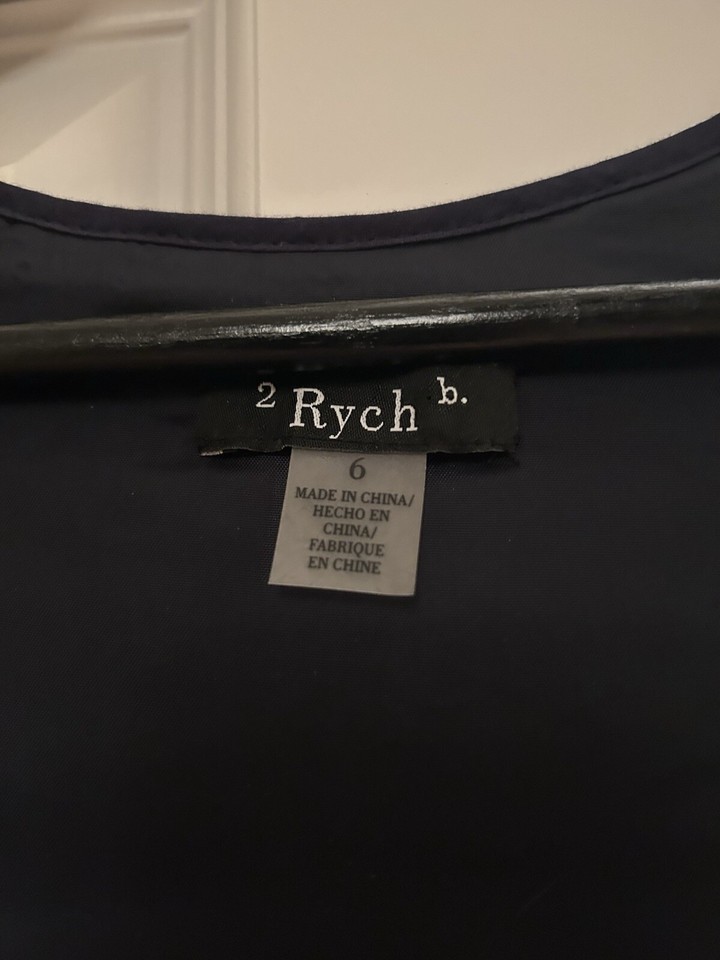 2 Rych b.
6
MADE IN CHINA/
HECHO EN
CHINA/
FABRIQUE
EN CHINE